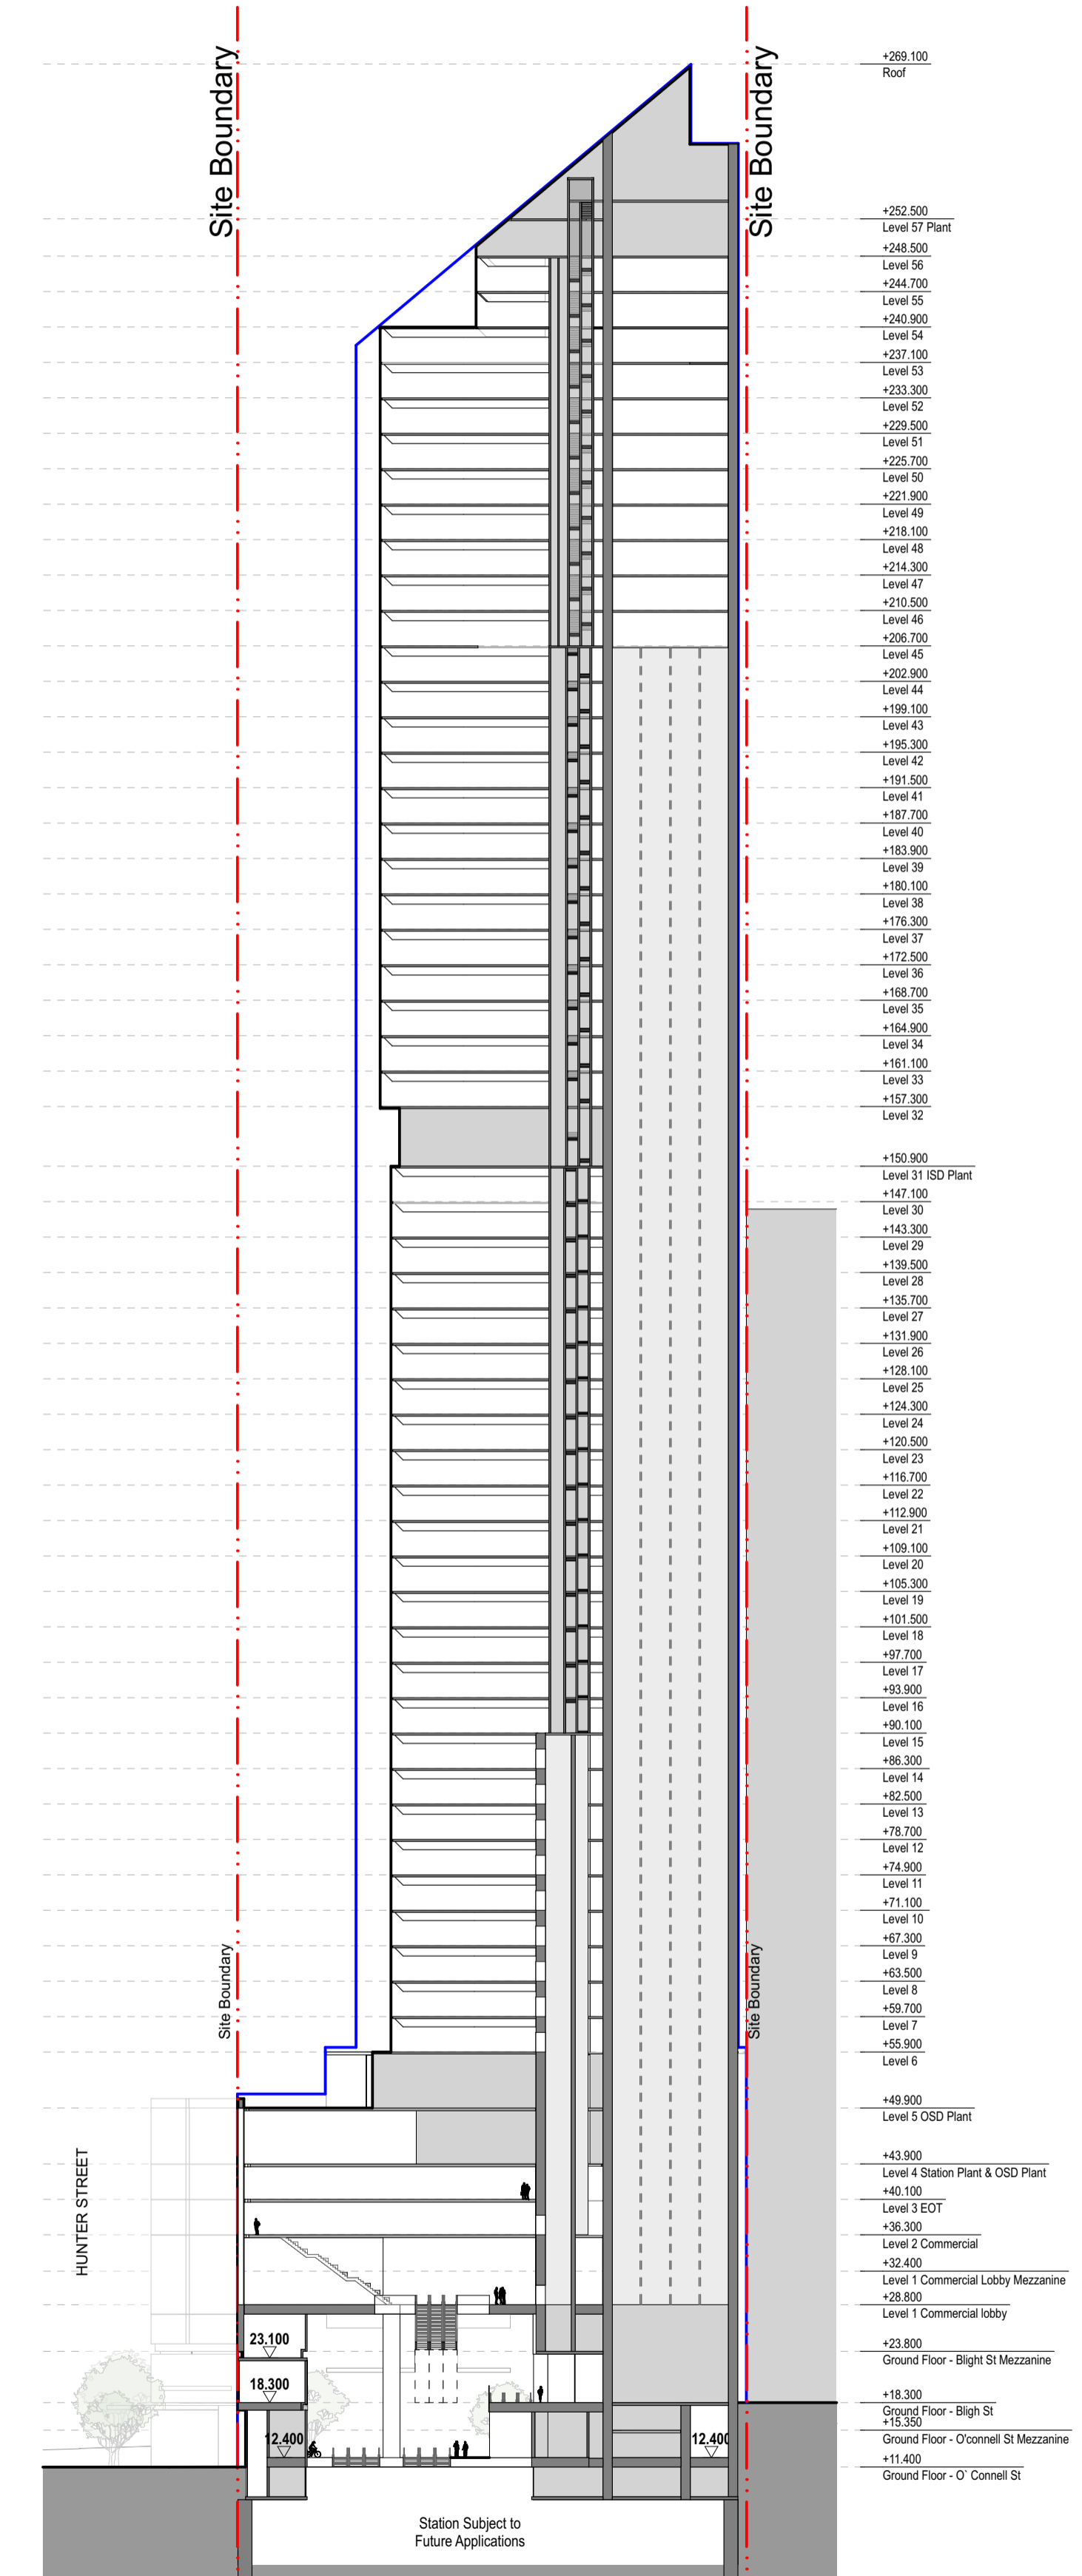 Site Boundary
Site Boundary
+269.100
Roof
+252.500
Level 57 Plant
+248.500
Level 56
+244.700
Level 55
+240.900
Level 54
+237.100
Level 53
+233.300
Level 52
+229.500
Level 51
+225.700
Level 50
+221.900
Level 49
+218.100
Level 48
+214.300
Level 47
+210.500
Level 46
+206.700
Level 45
+202.900
Level 44
+199.100
Level 43
+195.300
Level 42
+191.500
Level 41
+187.700
Level 40
+183.900
Level 39
+180.100
Level 38
+176.300
Level 37
+172.500
Level 36
+168.700
Level 35
+164.900
Level 34
+161.100
Level 33
+157.300
Level 32
+150.900
Level 31 ISD Plant
+147.100
Level 30
+143.300
Level 29
+139.500
Level 28
+135.700
Level 27
+131.900
Level 26
+128.100
Level 25
+124.300
Level 24
+120.500
Level 23
+116.700
Level 22
+112.900
Level 21
+109.100
Level 20
+105.300
Level 19
+101.500
Level 18
+97.700
Level 17
+93.900
Level 16
+90.100
Level 15
+86.300
Level 14
+82.500
Level 13
+78.700
Level 12
+74.900
Level 11
+71.100
Level 10
+67.300
Level 9
+63.500
Level 8
+59.700
Level 7
+55.900
Level 6
+49.900
Level 5 OSD Plant
+43.900
Level 4 Station Plant & OSD Plant
+40.100
Level 3 EOT
+36.300
Level 2 Commercial
+32.400
Level 1 Commercial Lobby Mezzanine
+28.800
Level 1 Commercial lobby
+23.800
Ground Floor - Blight St Mezzanine
+18.300
Ground Floor - Bligh St
+15.350
Ground Floor - O'connell St Mezzanine
+11.400
Ground Floor - O` Connell St
Site Boundary
Site Boundary
HUNTER STREET
23.100
18.300
12.400
12.400
Station Subject to
Future Applications